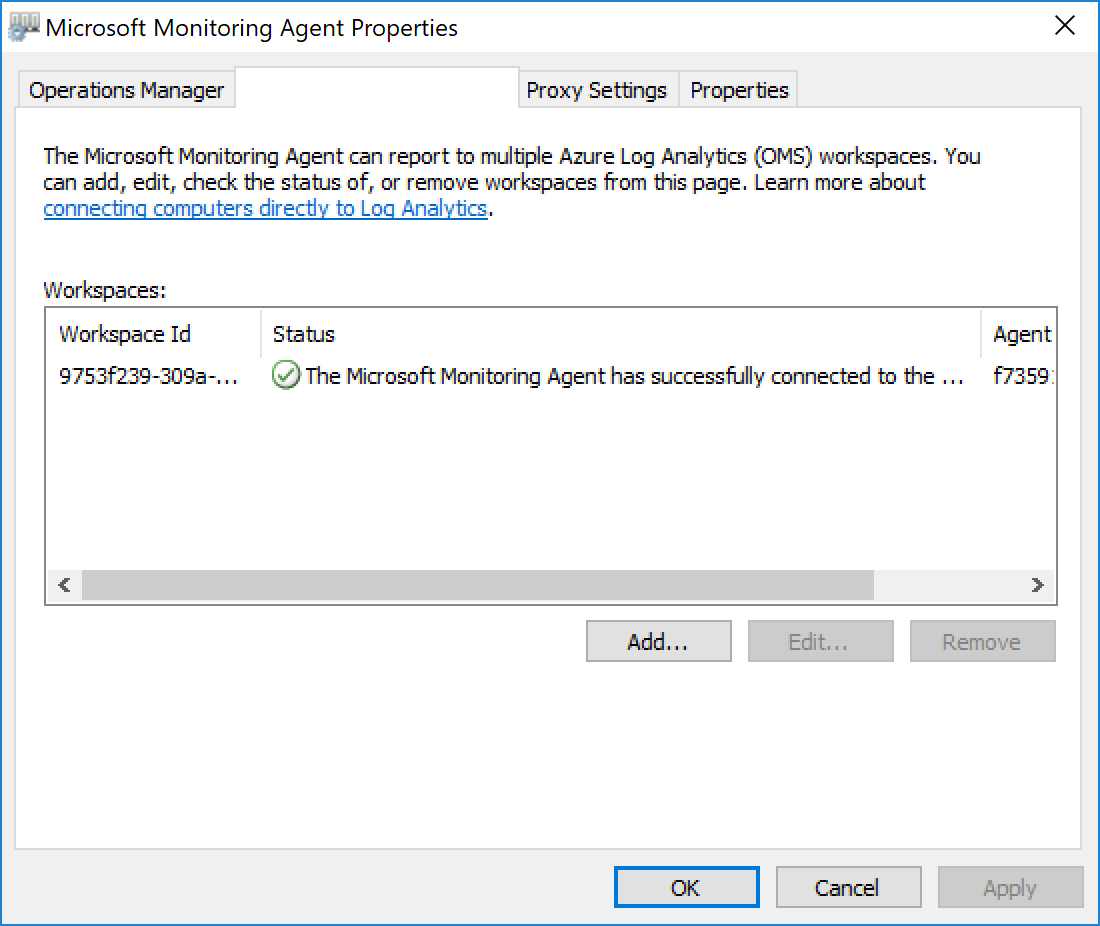 Microsoft Monitoring Agent Properties
Operations Manager
Proxy Settings
Properties
The Microsoft Monitoring Agent can report to multiple Azure Log Analytics (OMS) workspaces. You
can add, edit, check the status of, or remove workspaces from this page. Learn more about
connecting computers directly to Log Analytics.
Workspaces:
Workspace Id Status Agent
9753f239-309a-... The Microsoft Monitoring Agent has successfully connected to the ... f7359
Add... Edit... Remove
OK Cancel Apply